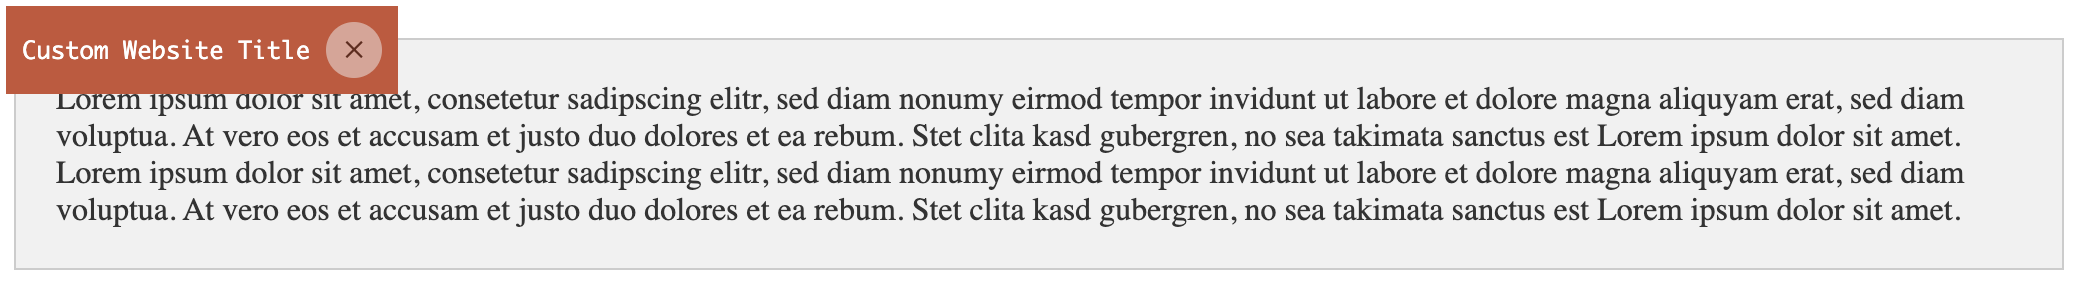 Custom Website Title
Lorem ipsum dolor sit amet, consetetur sadipscing elitr, sed diam nonumy eirmod tempor invidunt ut labore et dolore magna aliquyam erat, sed diam
voluptua. At vero eos et accusam et justo duo dolores et ea rebum. Stet clita kasd gubergren, no sea takimata sanctus est Lorem ipsum dolor sit amet.
Lorem ipsum dolor sit amet, consetetur sadipscing elitr, sed diam nonumy eirmod tempor invidunt ut labore et dolore magna aliquyam erat, sed diam
voluptua. At vero eos et accusam et justo duo dolores et ea rebum. Stet clita kasd gubergren, no sea takimata sanctus est Lorem ipsum dolor sit amet.